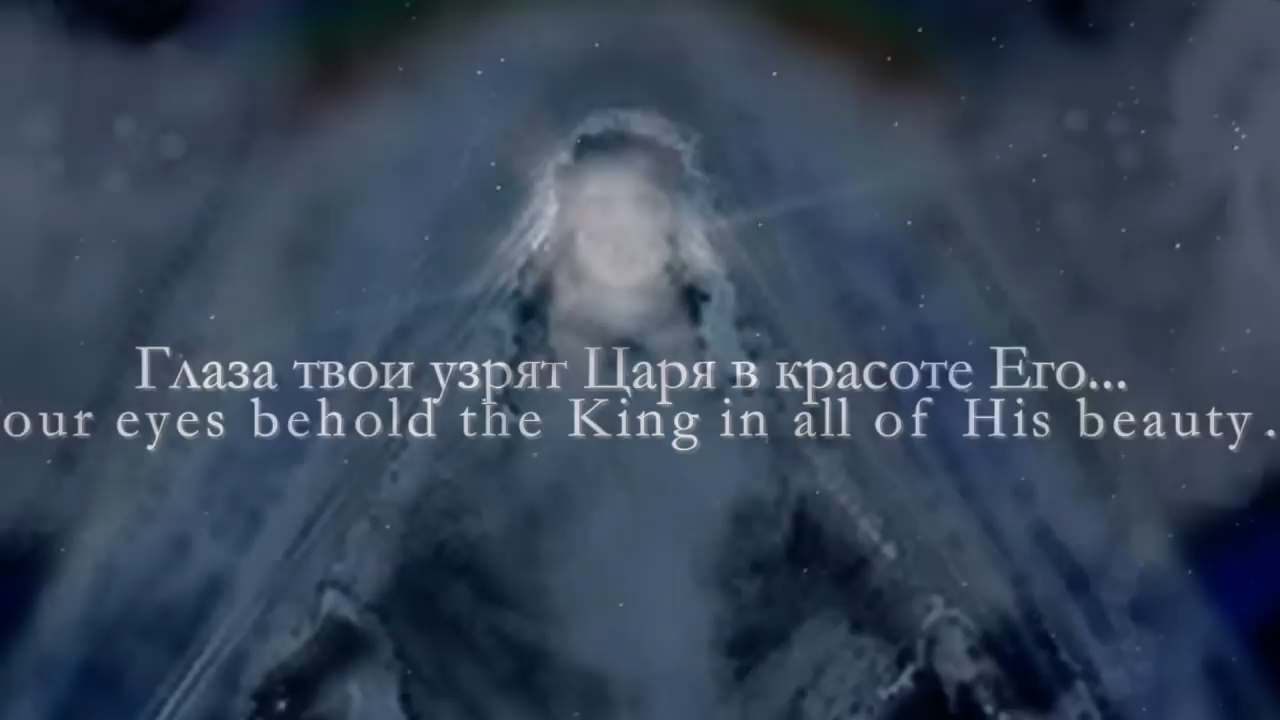 Глаза твои узрят Царя в красоте Его...
our eyes behold the King in all of His beauty .